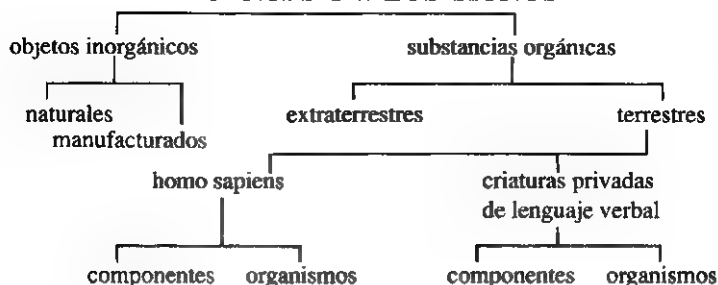 objetos inorgánicos substancias orgánicas
naturales extraterrestres terrestres
manufacturados
homo sapiens criaturas privadas
de lenguaje verbal
componentes organismos componentes organismos